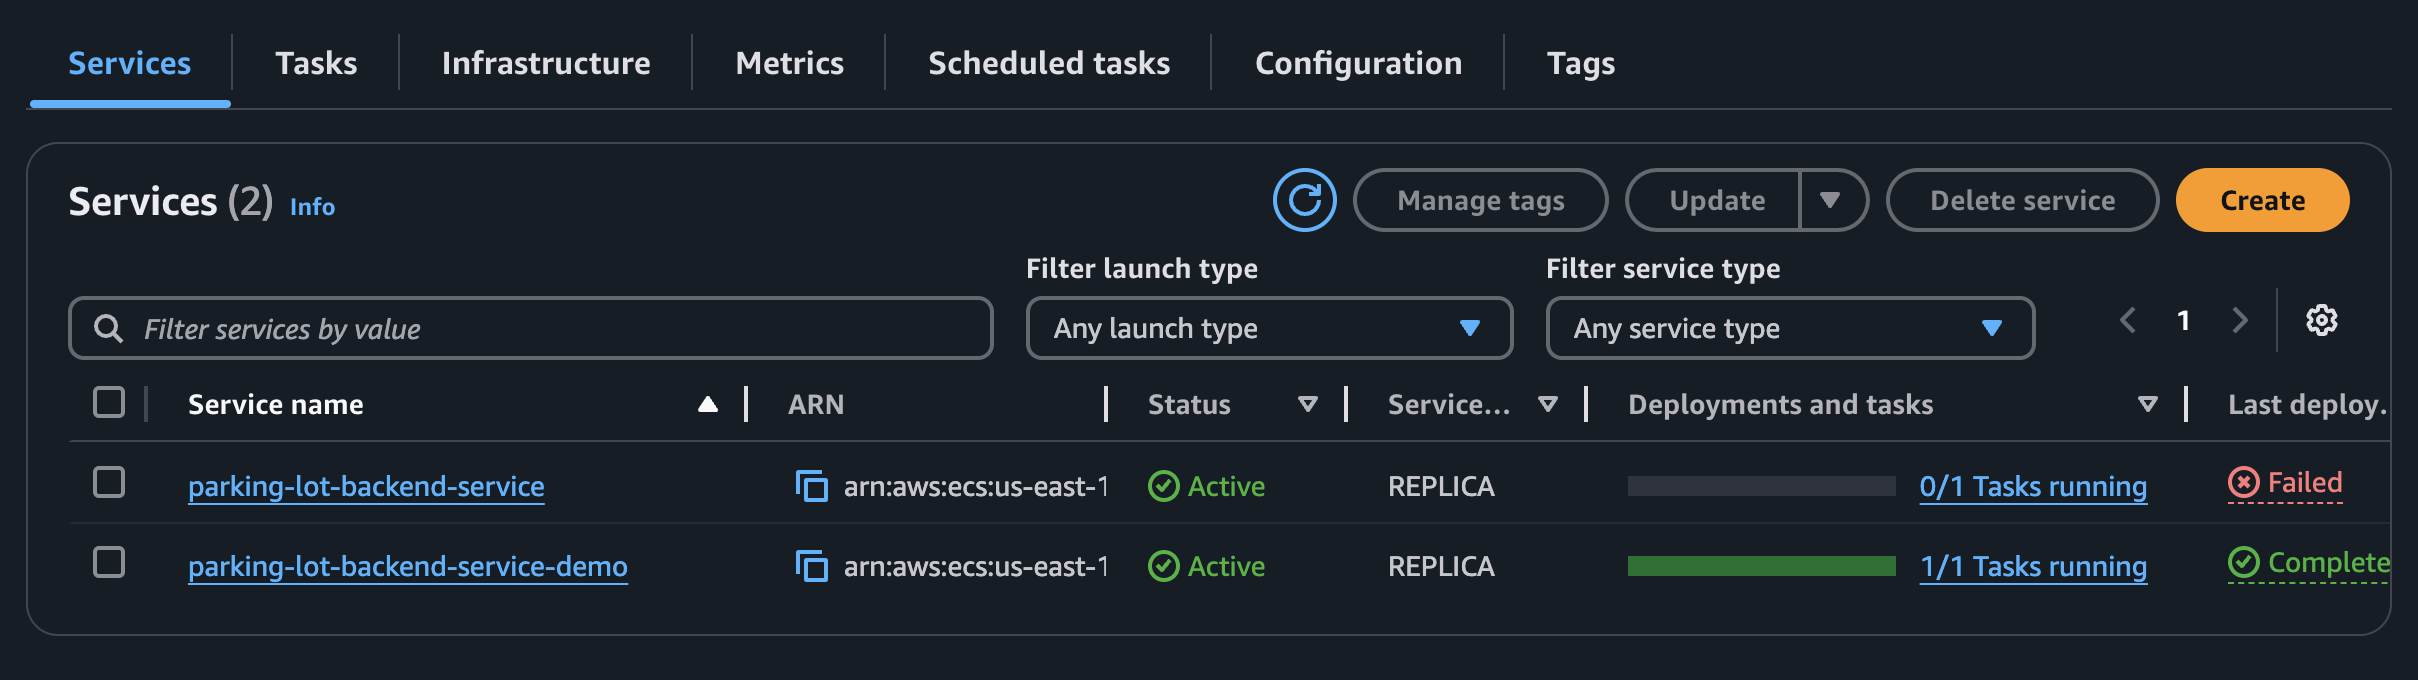 Services Tasks Infrastructure Metrics Scheduled tasks Configuration Tags
Services (2) Info Manage tags Update Delete service Create
Filter launch type Filter service type
Filter services by value Any launch type Any service type 1
Service name ARN Status Service... Deployments and tasks Last deploy.
parking-lot-backend-service arn:aws:ecs:us-east-1 Active REPLICA 0/1 Tasks running Failed
parking-lot-backend-service-demo arn:aws:ecs:us-east-1 Active REPLICA 1/1 Tasks running Complete